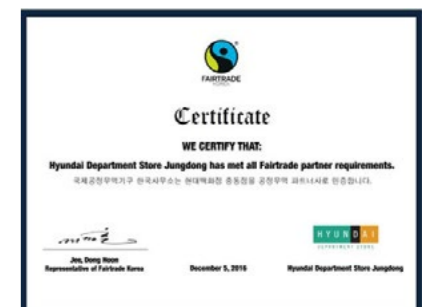 FAIRTRADE
KOREA
Certificate
WE CERTIFY THAT:
Hyundai Department Store Jungdong has met all Fairtrade partner requirements.
국제공정무역기구 한국사무소는 현대백화점 중동점을 공정무역 파트너사로 인증합니다.
HYUNDAI
DEPARTMENT STORE
Jee, Dong Hoon
Representative of Fairtrade Korea
December 5, 2016
Hyundai Department Store Jungdong